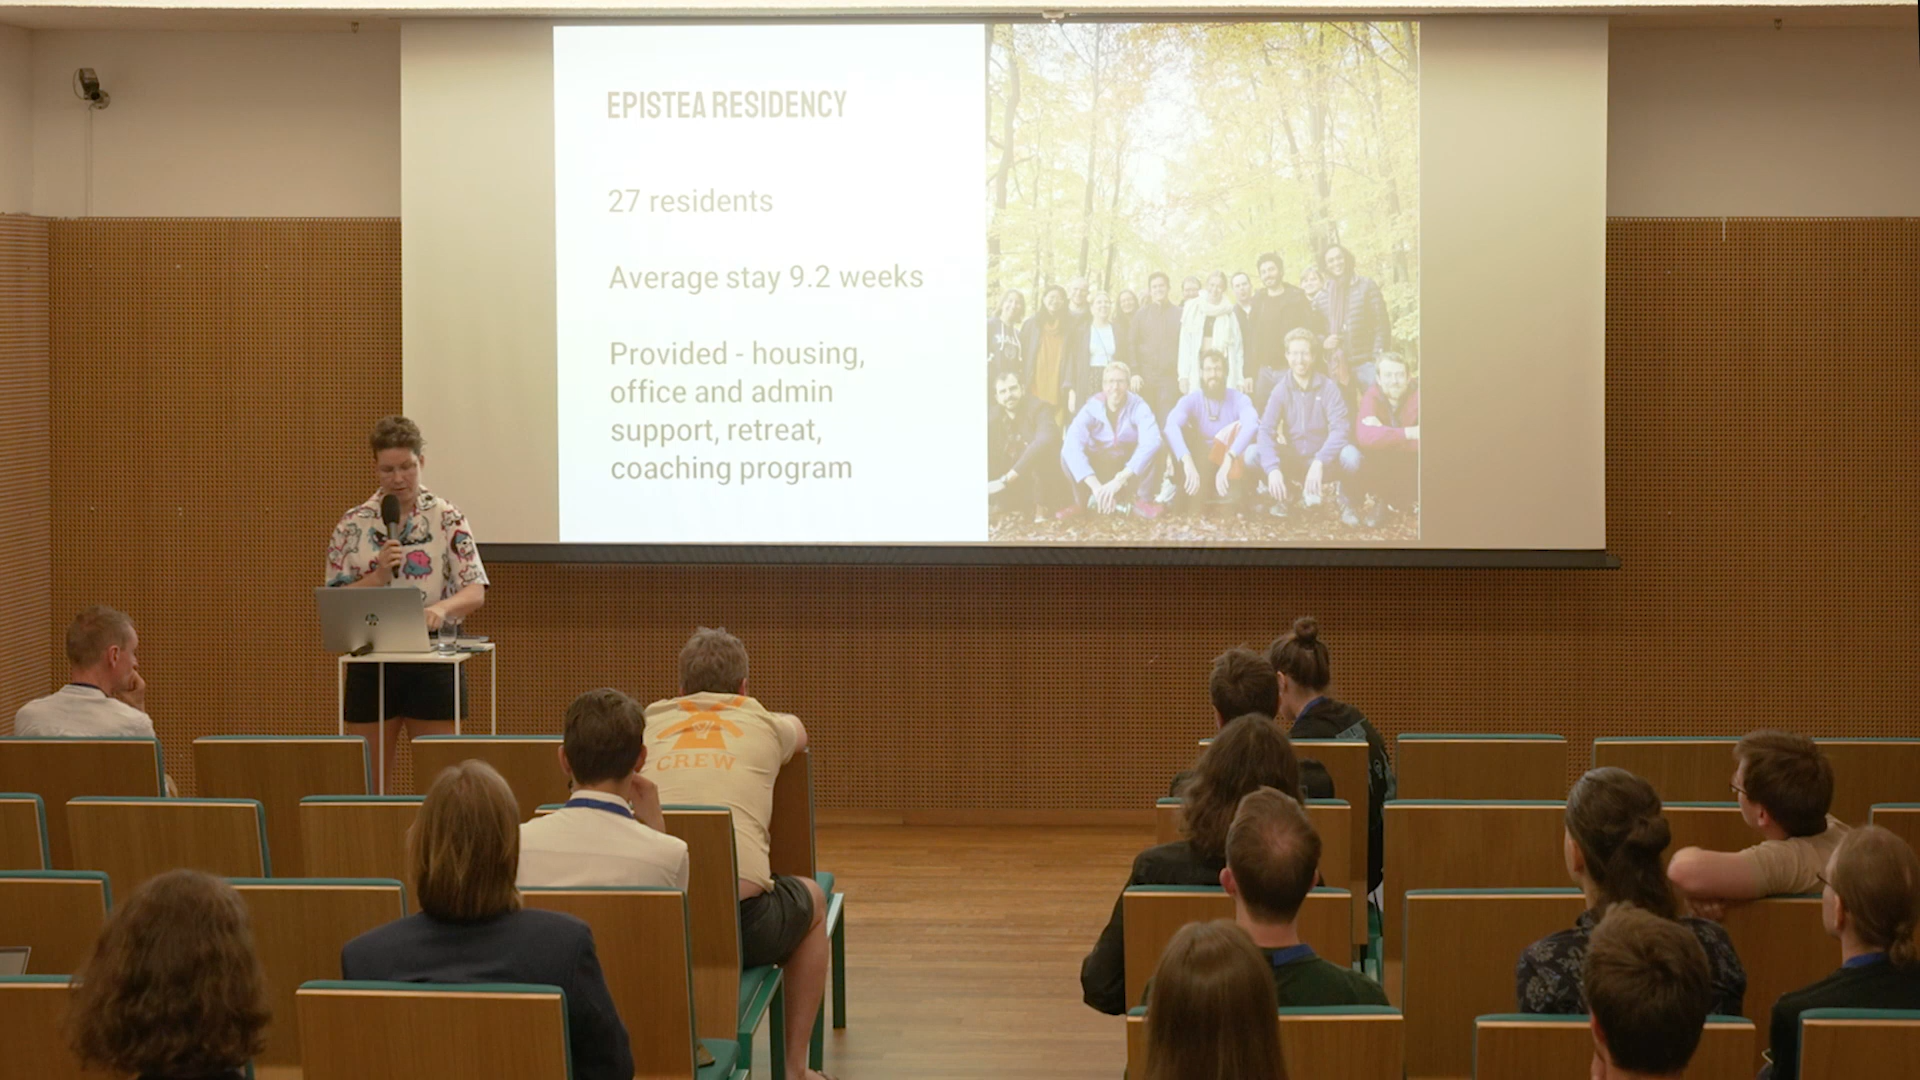 EPISTEA RESIDENCY
27 residents
Average stay 9.2 weeks
Provided - housing,
office and admin
support, retreat,
coaching program
CREW